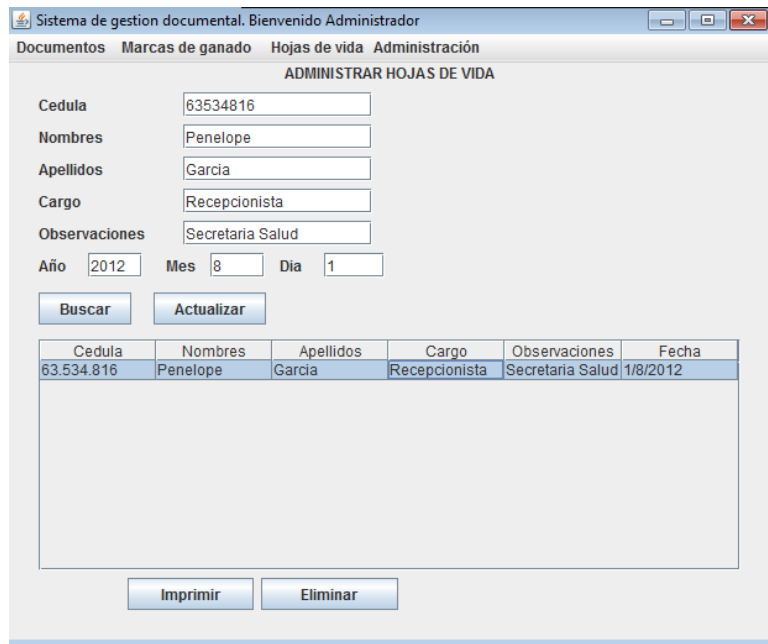 Sistema de gestion documental. Bienvenido Administrador
Documentos Marcas de ganado Hojas de vida Administración
ADMINISTRAR HOJAS DE VIDA
Cedula 63534816
Nombres Penelope
Apellidos Garcia
Cargo Recepcionista
Observaciones Secretaria Salud
Año 2012 Mes 8 Dia 1
Buscar Actualizar
Cedula Nombres Apellidos Cargo Observaciones Fecha
63.534.816 Penelope Garcia Recepcionista Secretaria Salud 1/8/2012
Imprimir Eliminar